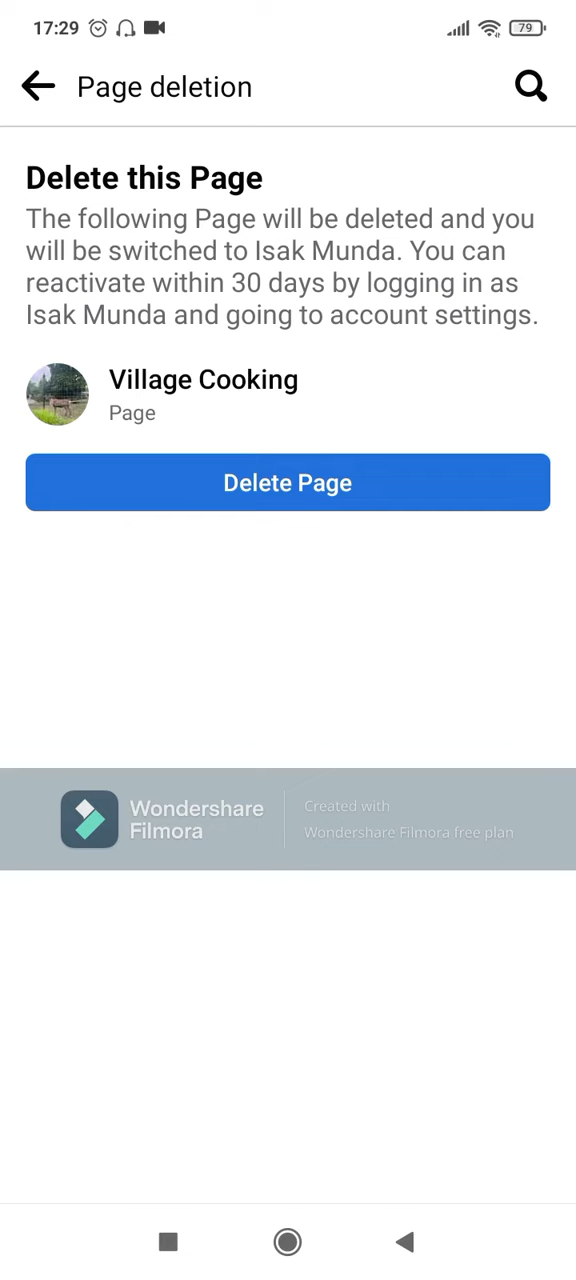 17:29
79
Page deletion
Delete this Page
The following Page will be deleted and you
will be switched to Isak Munda. You can
reactivate within 30 days by logging in as
Isak Munda and going to account settings.
Village Cooking
Page
Delete Page
Wondershare
Filmora
Created with
Wondershare Filmora free plan